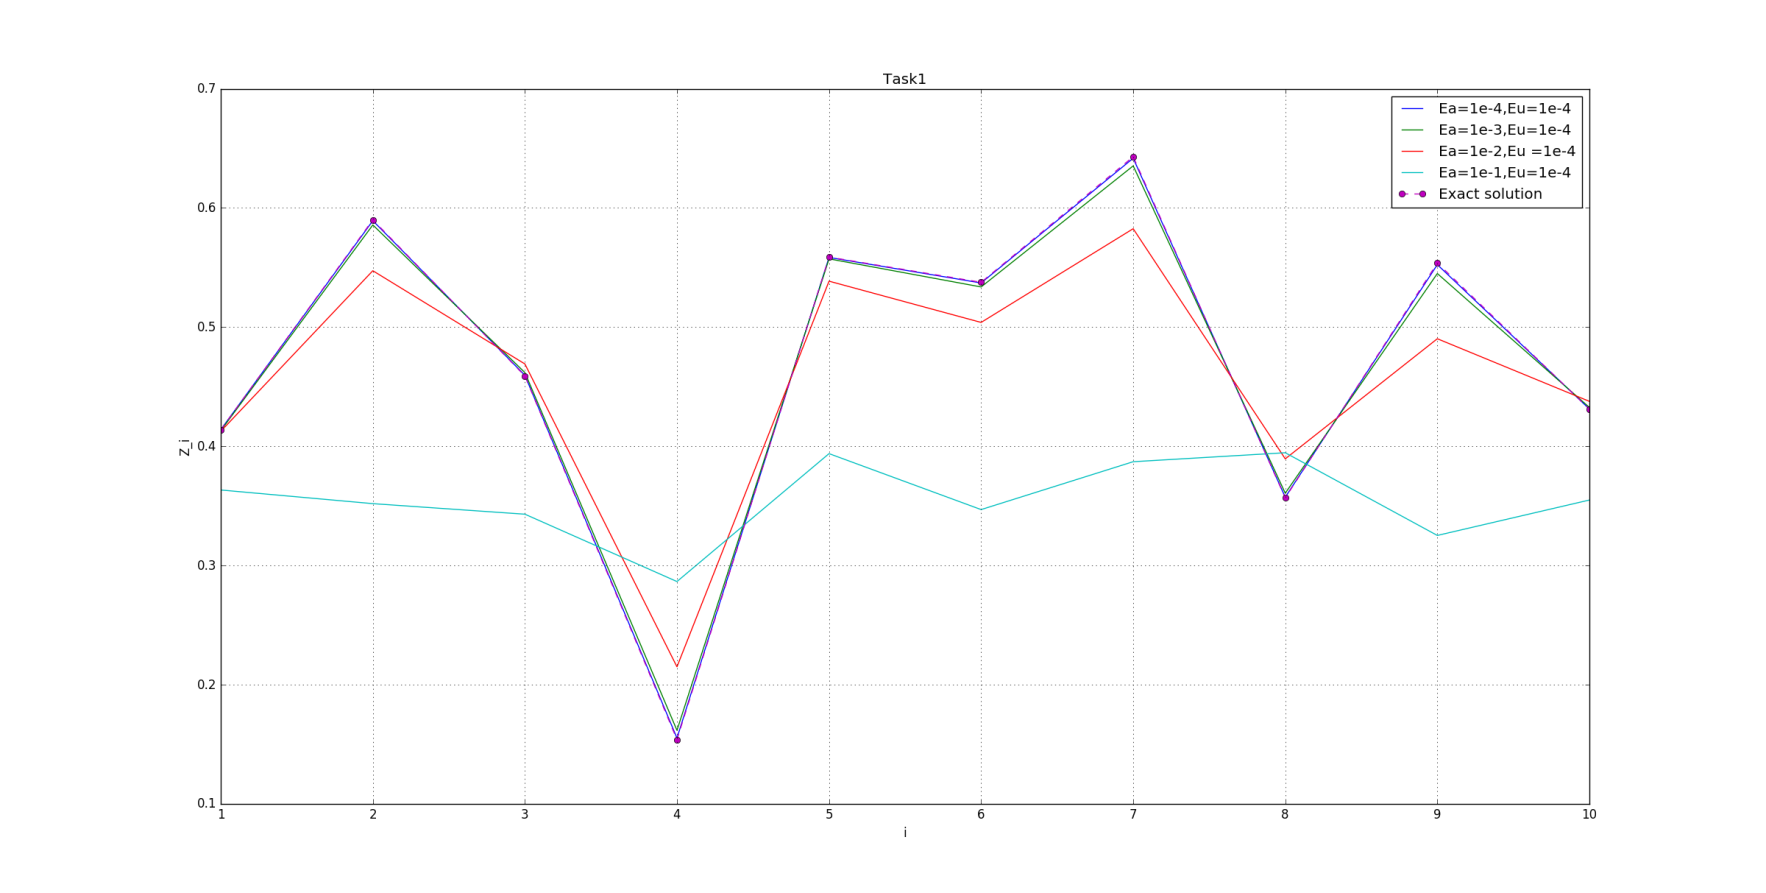 Task1
0.7
0.6
0.5
0.4
0.3
0.2
0.1
Z_i
1 2 3 4 5 6 7 8 9 10
i
Ea=1e-4,Eu=1e-4
Ea=1e-3,Eu=1e-4
Ea=1e-2,Eu =1e-4
Ea=1e-1,Eu=1e-4
Exact solution